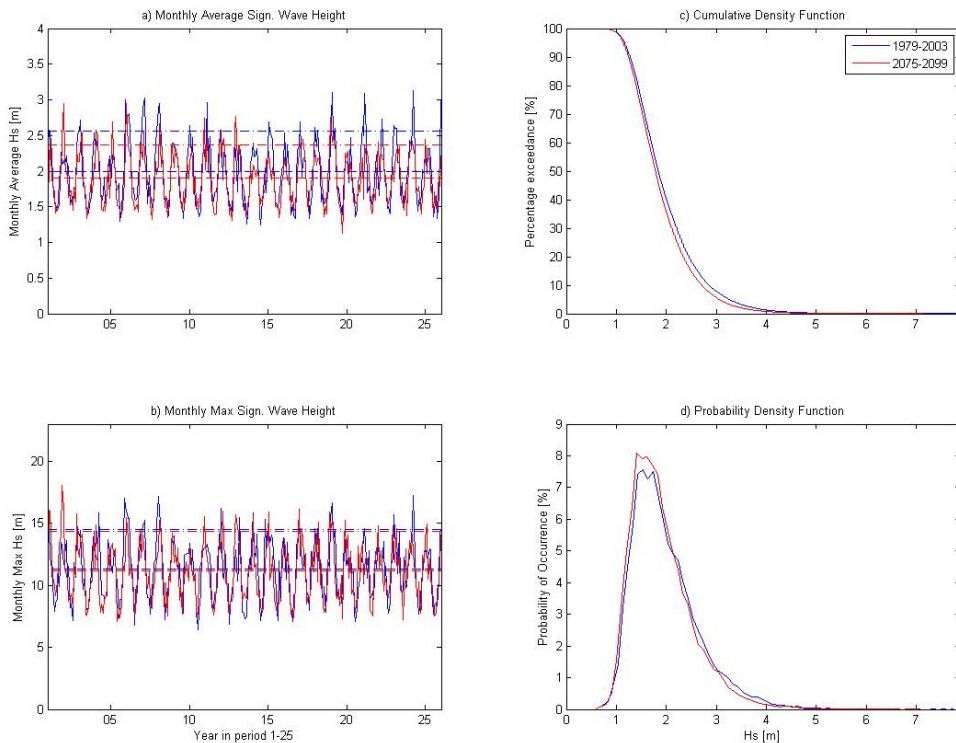 a) Monthly Average Sign. Wave Height
Monthly Average Hs [m]
4
3.5
3
2.5
2
1.5
1
0.5
0
05 10 15 20 25
c) Cumulative Density Function
1979-2003
2075-2099
Percentage exceedance [%]
100
90
80
70
60
50
40
30
20
10
0
0 1 2 3 4 5 6 7
b) Monthly Max Sign. Wave Height
Monthly Max Hs [m]
20
15
10
5
0
05 10 15 20 25
Year in period 1-25
d) Probability Density Function
Probability of Occurrence [%]
9
8
7
6
5
4
3
2
1
0
0 1 2 3 4 5 6 7
Hs [m]